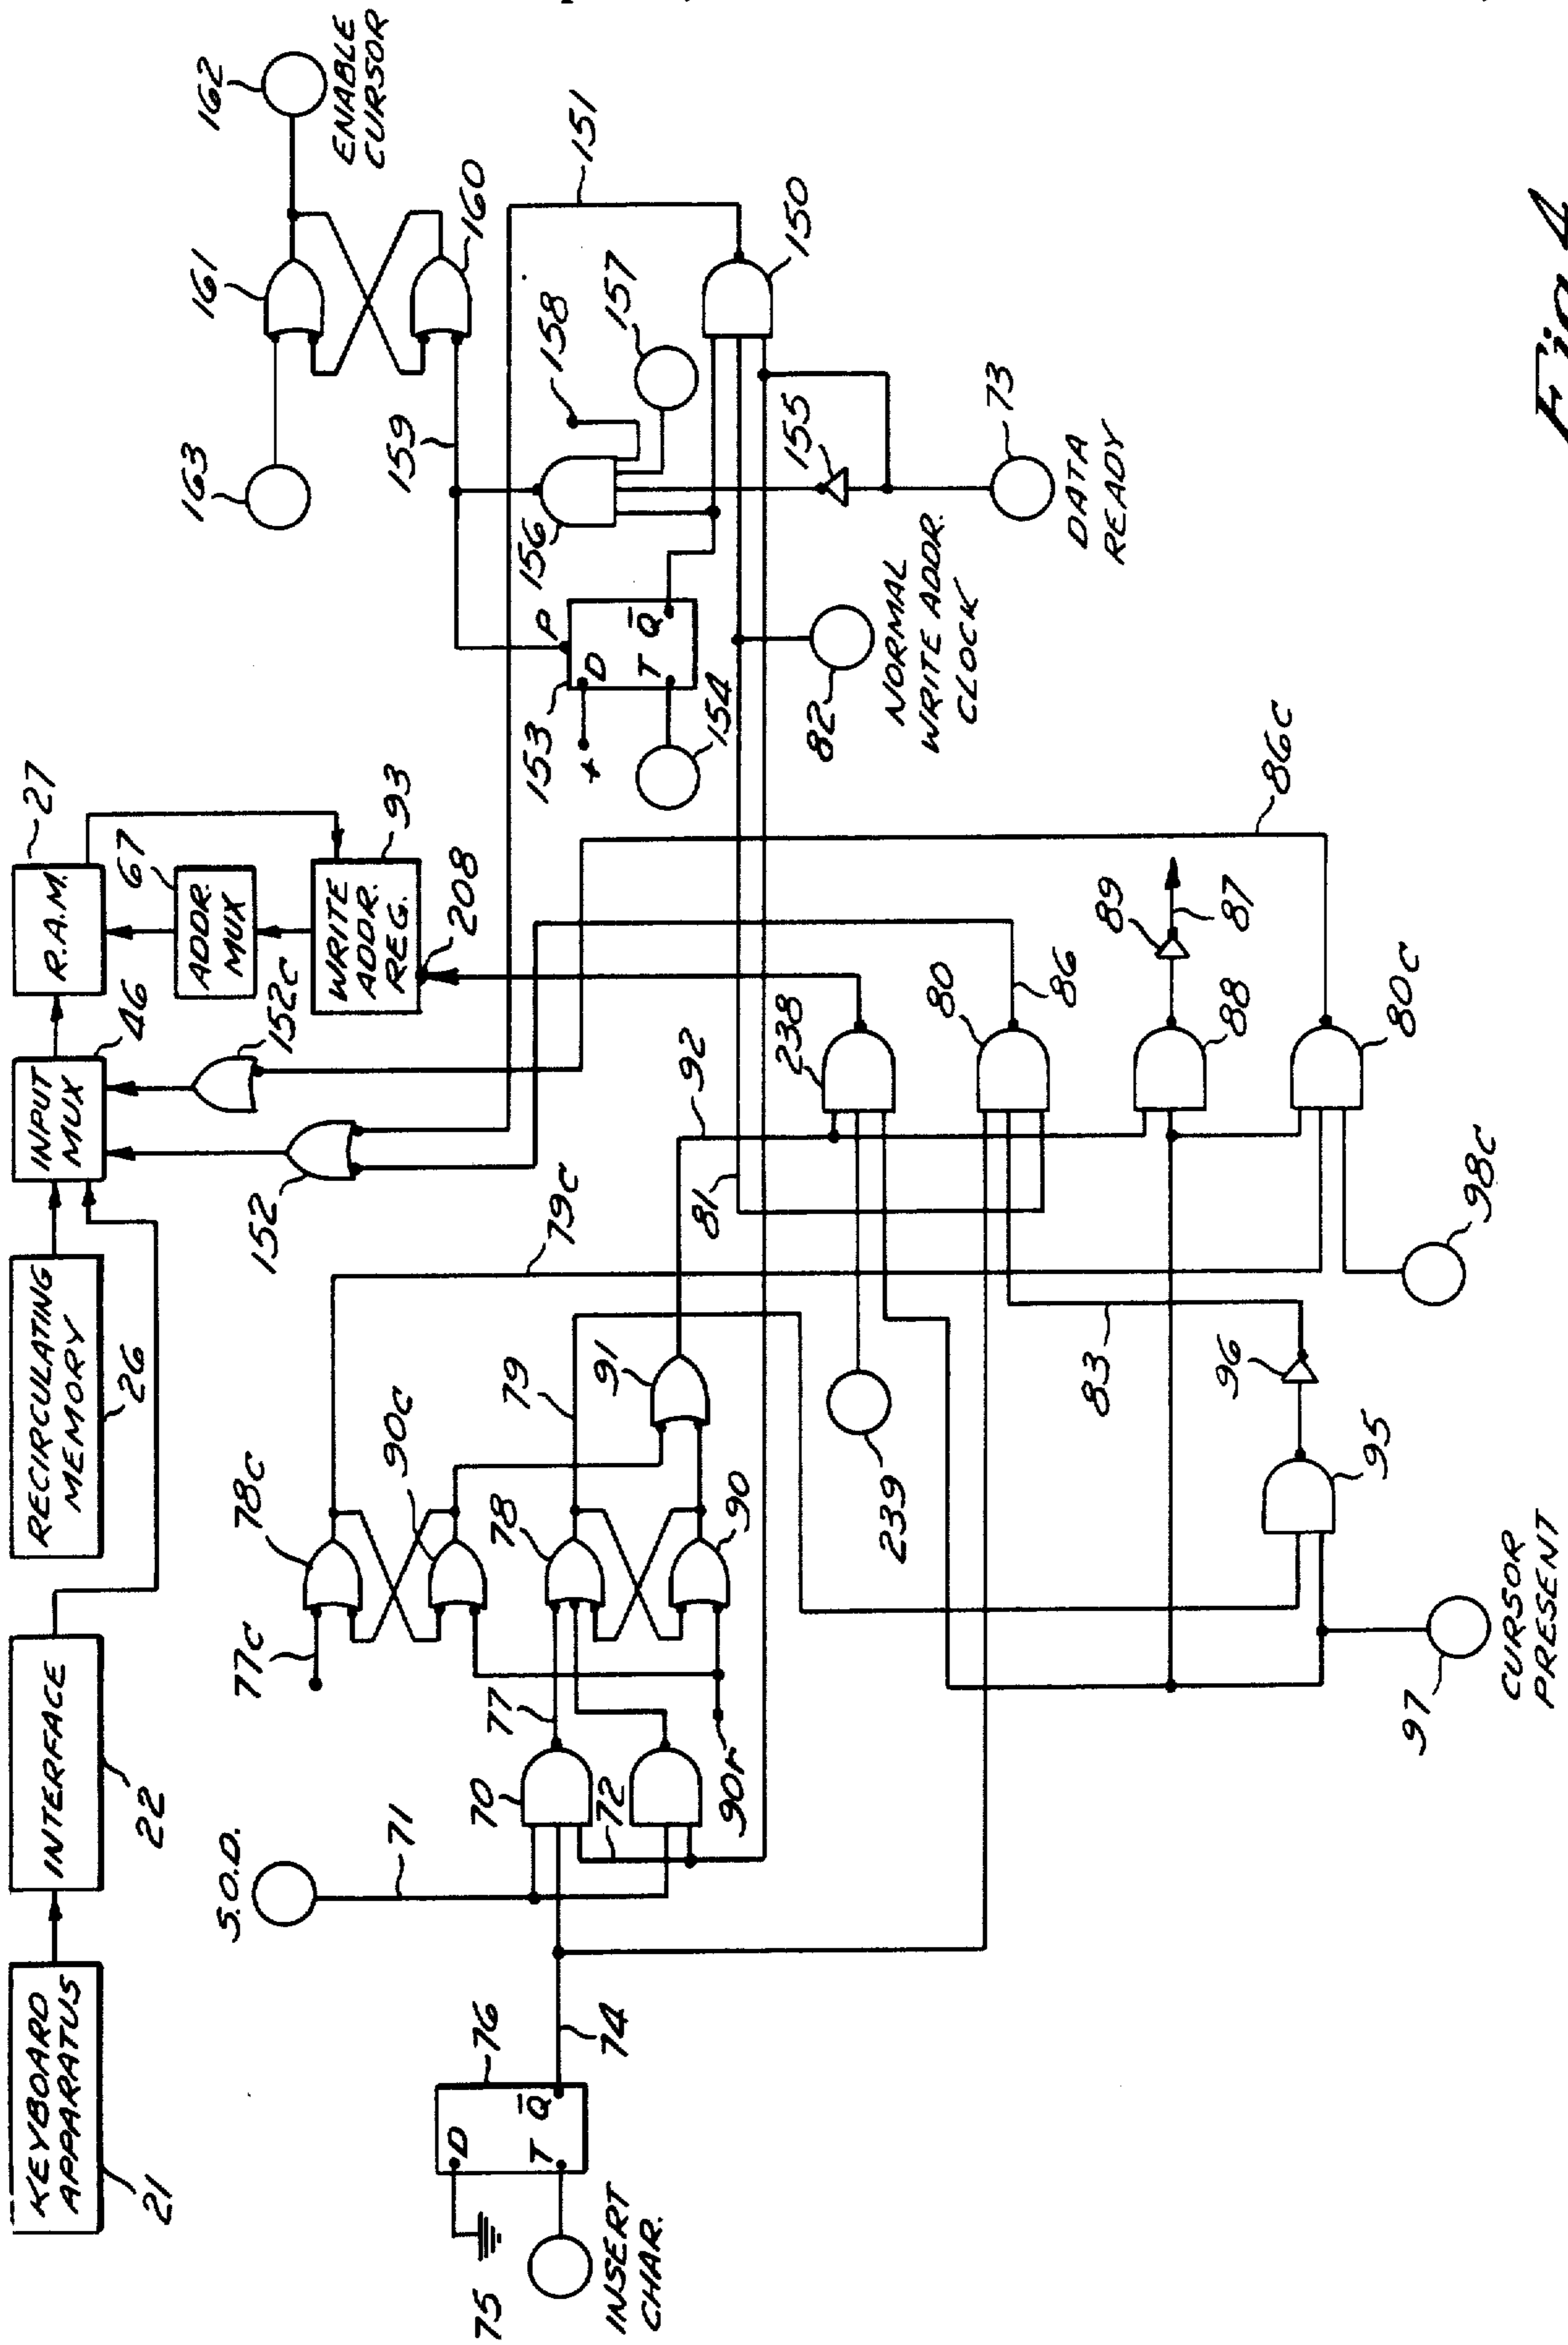 KEYBOARD
APPARATUS
21
INTERFACE
22
RECIRCULATING
MEMORY
26
INPUT
MUX
46
R.A.M.
27
ADDR.
MUX
67
WRITE
ADDR.
REG.
93
208
152
152C
163
161
162
ENABLE
CURSOR
160
159
158
157
156
155
151
150
153
D
P
T
Q
+
154
82
NORMAL
WRITE ADDR.
CLOCK
73
DATA
READY
S.O.D.
71
70
72
77
77C
78C
90C
78
90
90r
79
79C
91
92
81
238
239
80
86
86C
88
89
87
80C
98C
83
96
95
97
CURSOR
PRESENT
75
D
T
Q
76
74
INSERT
CHAR.
Fig 4